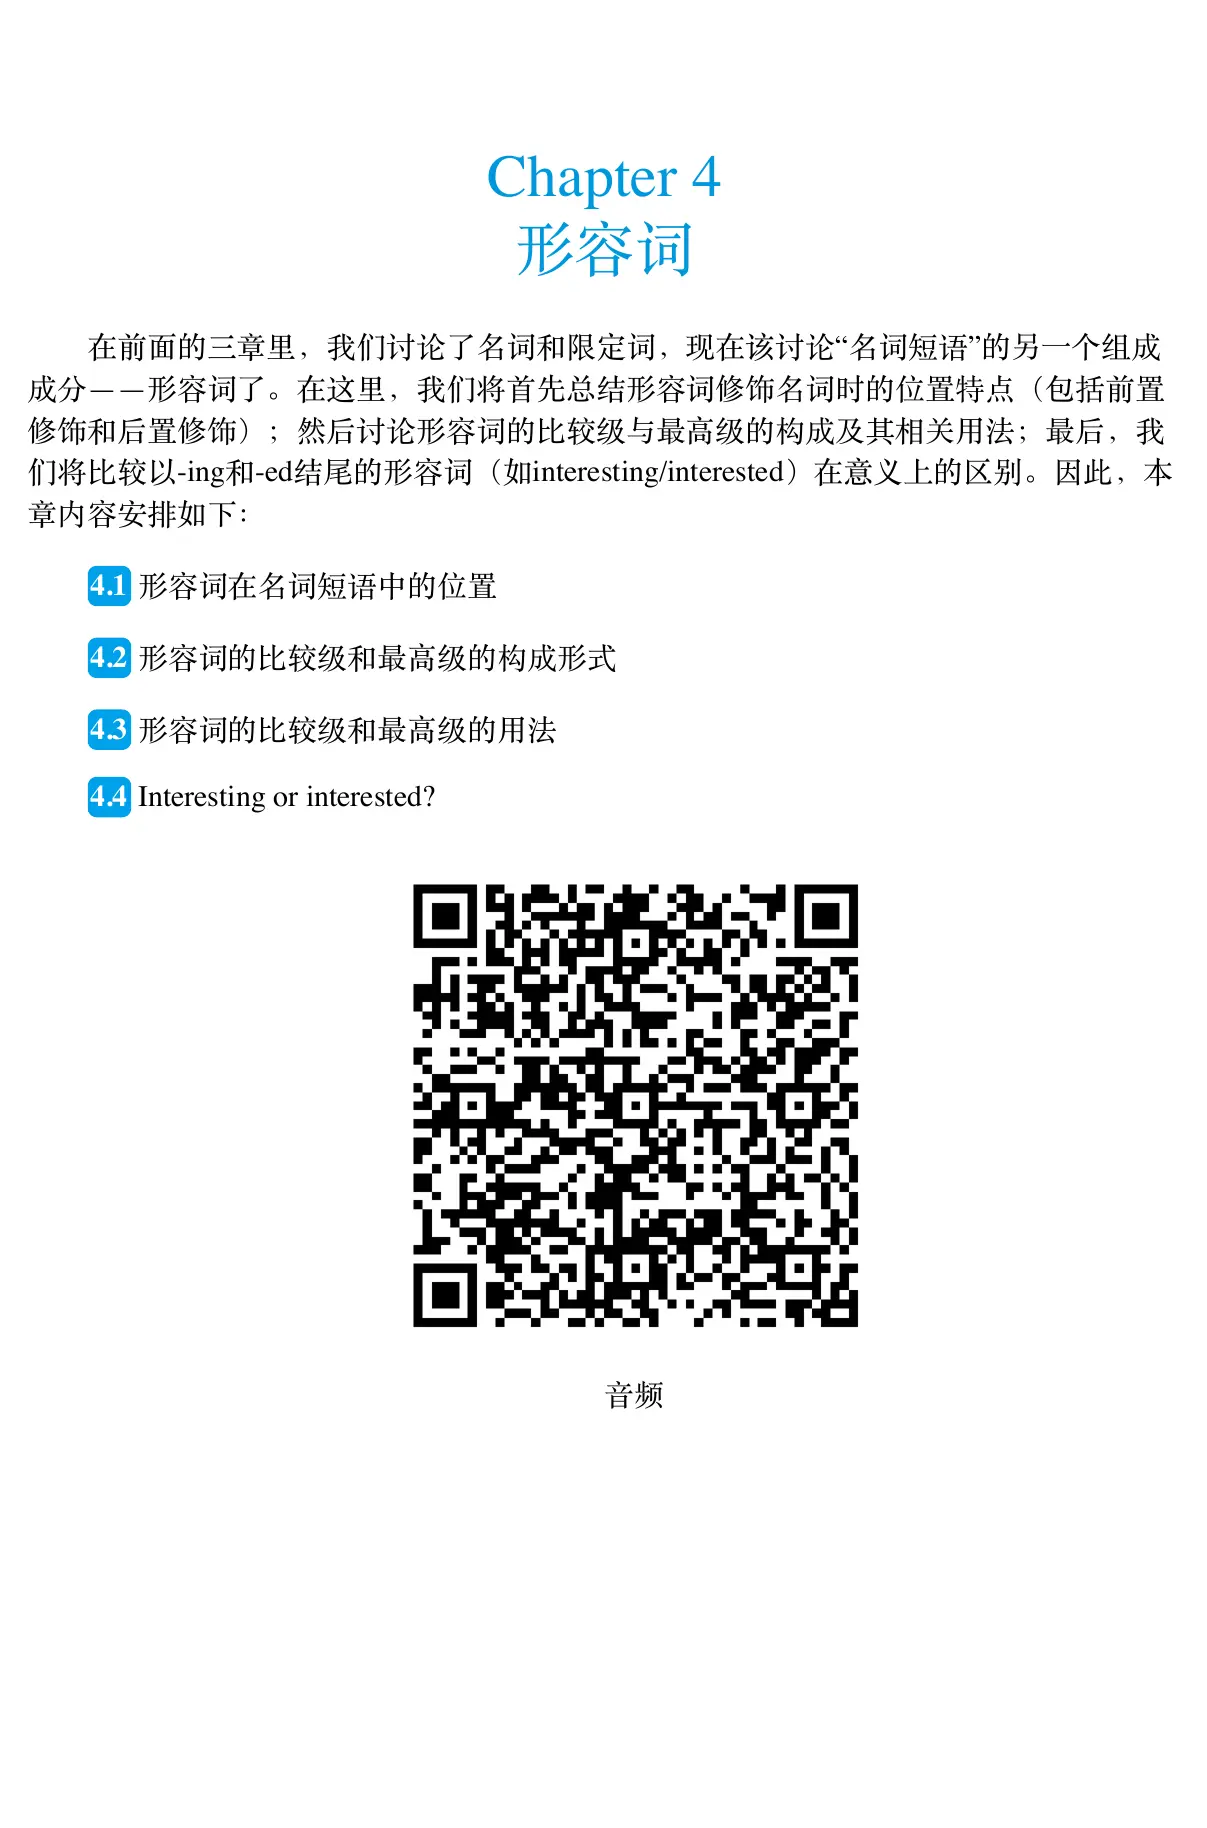 Chapter 4
形容词
在前面的三章里，我们讨论了名词和限定词，现在该讨论“名词短语”的另一个组成
成分——形容词了。在这里，我们将首先总结形容词修饰名词时的位置特点（包括前置
修饰和后置修饰）；然后讨论形容词的比较级与最高级的构成及其相关用法；最后，我
们将比较以-ing和-ed结尾的形容词（如interesting/interested）在意义上的区别。因此，本
章内容安排如下：
4.1 形容词在名词短语中的位置
4.2 形容词的比较级和最高级的构成形式
4.3 形容词的比较级和最高级的用法
4.4 Interesting or interested?
音频